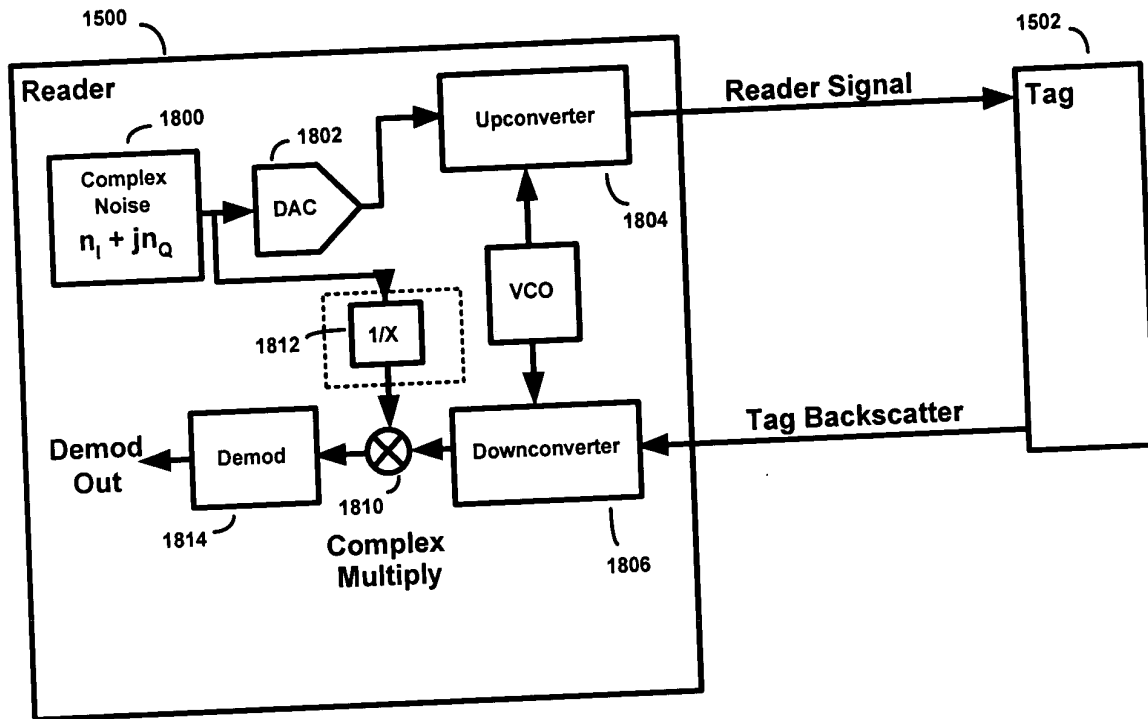 1500
1502
Reader
Reader Signal
Tag
1800
1802
Upconverter
Complex
Noise
n_I + jn_Q
DAC
1804
VCO
1812
1/X
Tag Backscatter
Demod
Out
Demod
Downconverter
1810
1814
1806
Complex
Multiply